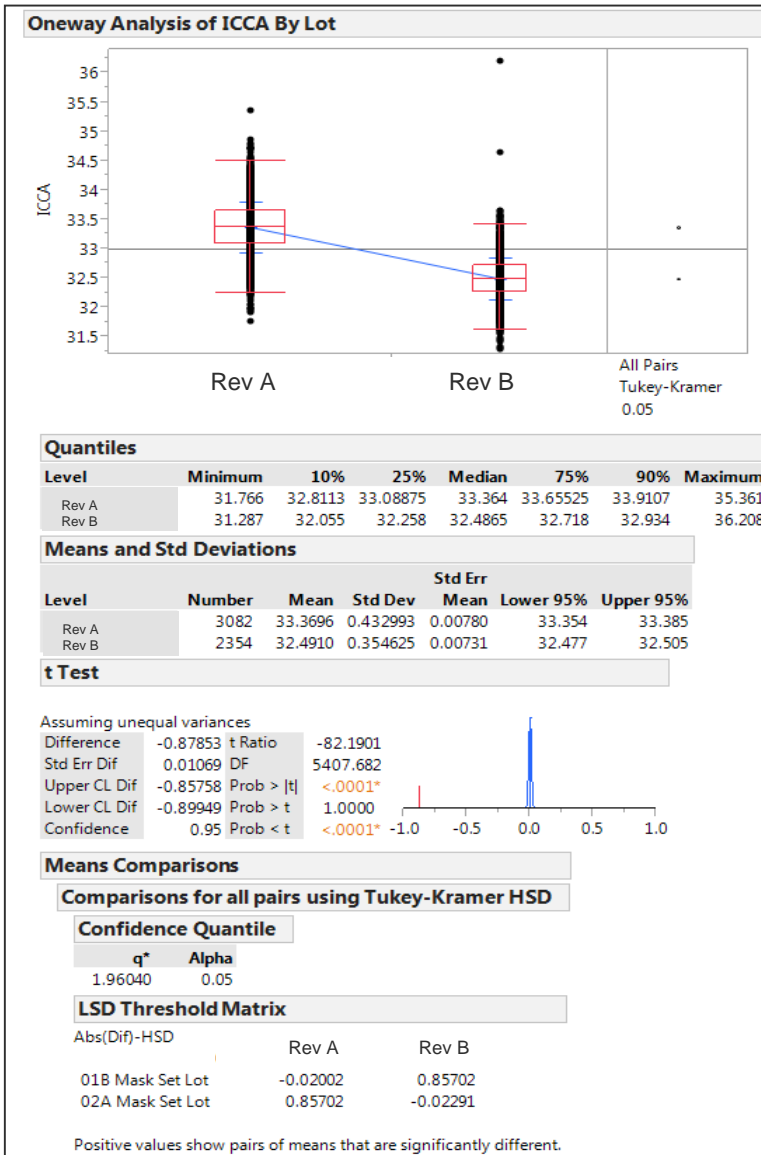 Oneway Analysis of ICCA By Lot
36
35.5
35
34.5
34
33.5
33
32.5
32
31.5
ICCA
Rev A Rev B
All Pairs
Tukey-Kramer
0.05
Quantiles
Level Minimum 10% 25% Median 75% 90% Maximum
Rev A 31.766 32.8113 33.08875 33.364 33.65525 33.9107 35.361
Rev B 31.287 32.055 32.258 32.4865 32.718 32.934 36.208
Means and Std Deviations
Std Err
Level Number Mean Std Dev Mean Lower 95% Upper 95%
Rev A 3082 33.3696 0.432993 0.00780 33.354 33.385
Rev B 2354 32.4910 0.354625 0.00731 32.477 32.505
t Test
Assuming unequal variances
Difference -0.87853 t Ratio -82.1901
Std Err Dif 0.01069 DF 5407.682
Upper CL Dif -0.85758 Prob > |t| <.0001*
Lower CL Dif -0.89949 Prob > t 1.0000
Confidence 0.95 Prob < t <.0001*
-1.0 -0.5 0.0 0.5 1.0
Means Comparisons
Comparisons for all pairs using Tukey-Kramer HSD
Confidence Quantile
q* Alpha
1.96040 0.05
LSD Threshold Matrix
Abs(Dif)-HSD
Rev A Rev B
01B Mask Set Lot -0.02002 0.85702
02A Mask Set Lot 0.85702 -0.02291
Positive values show pairs of means that are significantly different.